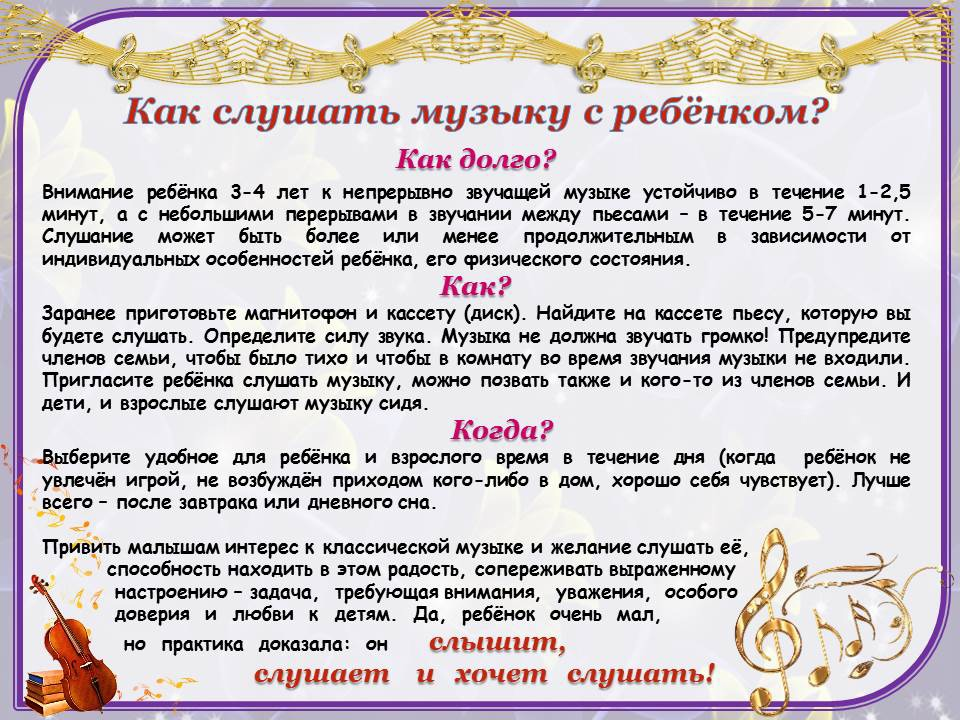 Как слушать музыку с ребёнком?
Как долго?
Внимание ребёнка 3-4 лет к непрерывно звучащей музыке устойчиво в течение 1-2,5
минут, а с небольшими перерывами в звучании между пьесами – в течение 5-7 минут.
Слушание может быть более или менее продолжительным в зависимости от
индивидуальных особенностей ребёнка, его физического состояния.
Как?
Заранее приготовьте магнитофон и кассету (диск). Найдите на кассете пьесу, которую вы
будете слушать. Определите силу звука. Музыка не должна звучать громко! Предупредите
членов семьи, чтобы было тихо и чтобы в комнату во время звучания музыки не входили.
Пригласите ребёнка слушать музыку, можно позвать также и кого-то из членов семьи. И
дети, и взрослые слушают музыку сидя.
Когда?
Выберите удобное для ребёнка и взрослого время в течение дня (когда ребёнок не
увлечён игрой, не возбуждён приходом кого-либо в дом, хорошо себя чувствует). Лучше
всего – после завтрака или дневного сна.
Привить малышам интерес к классической музыке и желание слушать её,
способность находить в этом радость, сопереживать выраженному
настроению – задача, требующая внимания, уважения, особого
доверия и любви к детям. Да, ребёнок очень мал,
но практика доказала: он слышит,
слушает и хочет слушать!